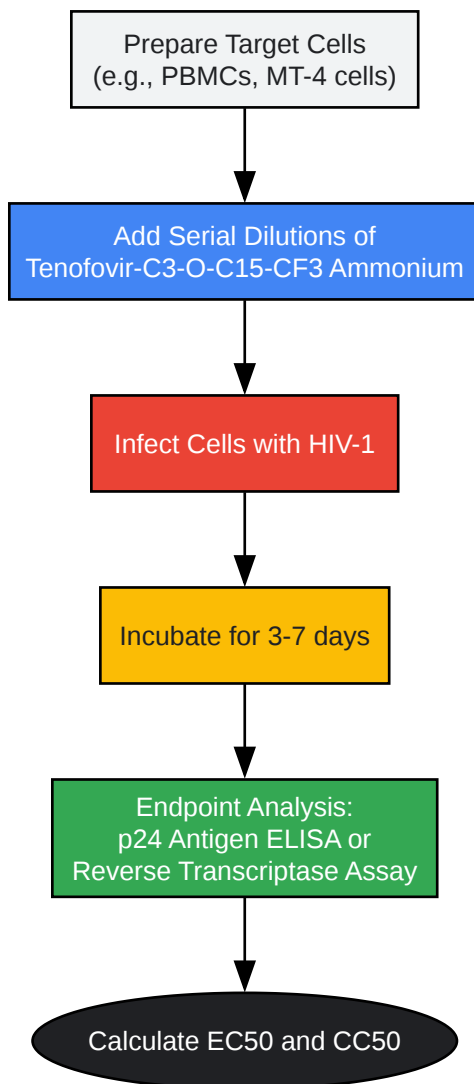 Prepare Target Cells
(e.g., PBMCs, MT-4 cells)
Add Serial Dilutions of
Tenofovir-C3-O-C15-CF3 Ammonium
Infect Cells with HIV-1
Incubate for 3-7 days
Endpoint Analysis:
p24 Antigen ELISA or
Reverse Transcriptase Assay
Calculate EC50 and CC50